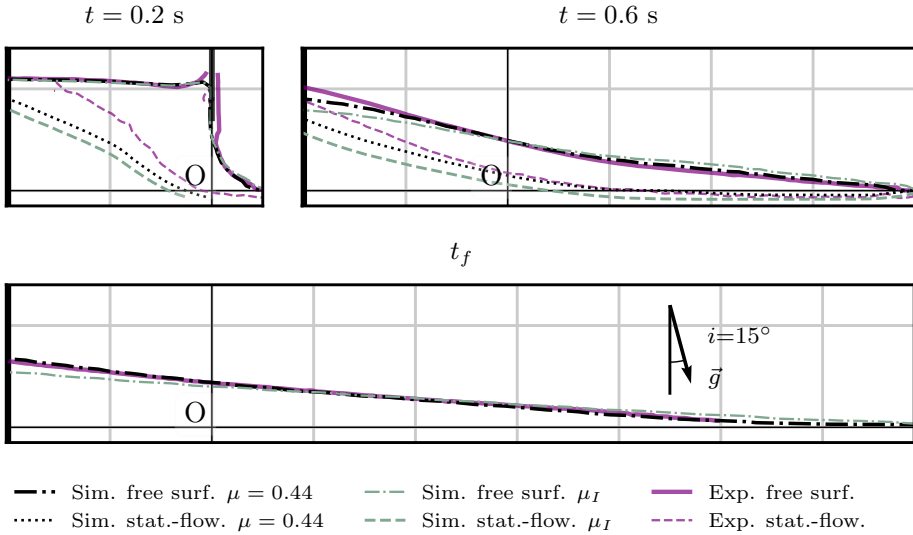 t = 0.2 s
t = 0.6 s
O
O
t_f
i=15°
g⃗
O
Sim. free surf. μ = 0.44
Sim. free surf. μ_I
Exp. free surf.
Sim. stat.-flow. μ = 0.44
Sim. stat.-flow. μ_I
Exp. stat.-flow.